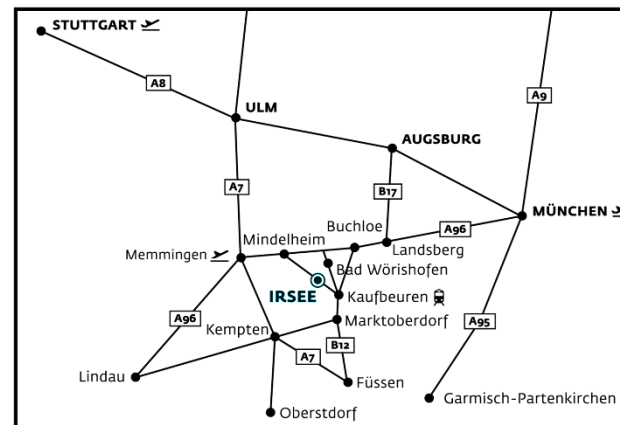 STUTTGART
A8
A9
ULM
AUGSBURG
A7
B17
MÜNCHEN
Buchloe
A96
Mindelheim
Landsberg
Memmingen
Bad Wörishofen
IRSEE
Kaufbeuren
A96
Marktoberdorf
A95
Kempten
B12
A7
Lindau
Füssen
Garmisch-Partenkirchen
Oberstdorf